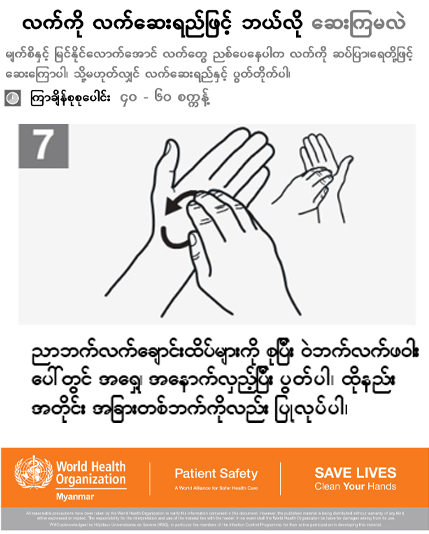 လက်ကို လက်ဆေးရည်ဖြင့် ဘယ်လို ဆေးကြမလဲ
မျက်စိနှင့် မြင်နိုင်လောက်အောင် လက်တွေ ညစ်ပေနေပါက လက်ကို ဆပ်ပြာ၊ရေတို့ဖြင့်
ဆေးကြောပါ၊ သို့မဟုတ်လျှင် လက်ဆေးရည်နှင့် ပွတ်တိုက်ပါ၊
ကြာချိန်စုစုပေါင်း ၄၀ - ၆၀ စက္ကန့်
7
ညာဘက်လက်ချောင်းထိပ်များကို စုပြီး ဝဲဘက်လက်ဖဝါး
ပေါ်တွင် အရှေ့၊ အနောက်လှည့်ပြီး ပွတ်ပါ၊ ထိုနည်း
အတိုင်း အခြားတစ်ဘက်ကိုလည်း ပြုလုပ်ပါ၊
World Health
Organization
Myanmar
Patient Safety
A World Alliance for Safer Health Care
SAVE LIVES
Clean Your Hands